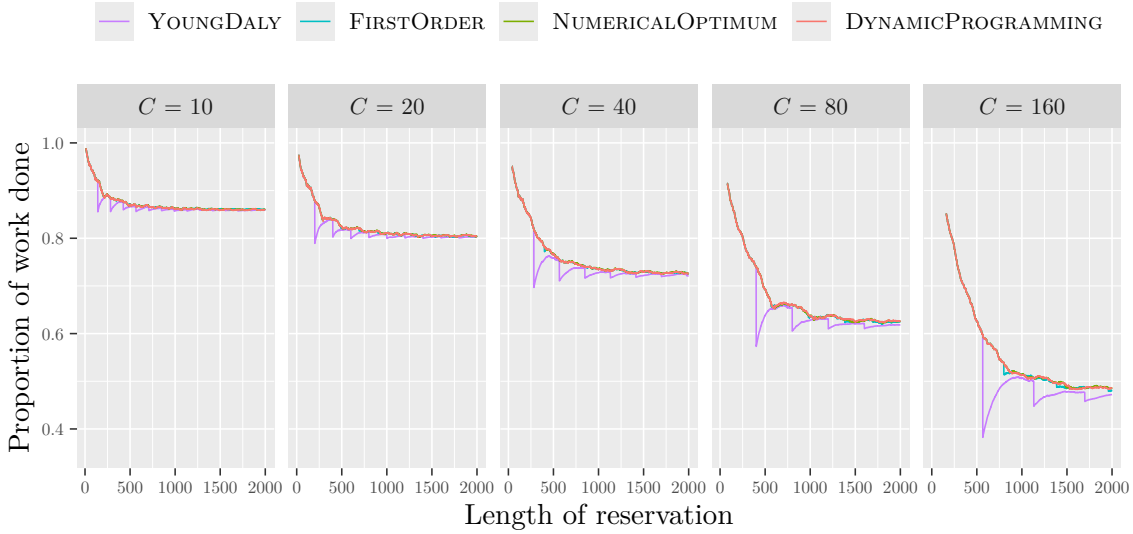 YOUNGDALY FIRSTORDER NUMERICALOPTIMUM DYNAMICPROGRAMMING
C = 10 C = 20 C = 40 C = 80 C = 160
Proportion of work done
1.0
0.8
0.6
0.4
0 500 1000 1500 2000 0 500 1000 1500 2000 0 500 1000 1500 2000 0 500 1000 1500 2000 0 500 1000 1500 2000
Length of reservation